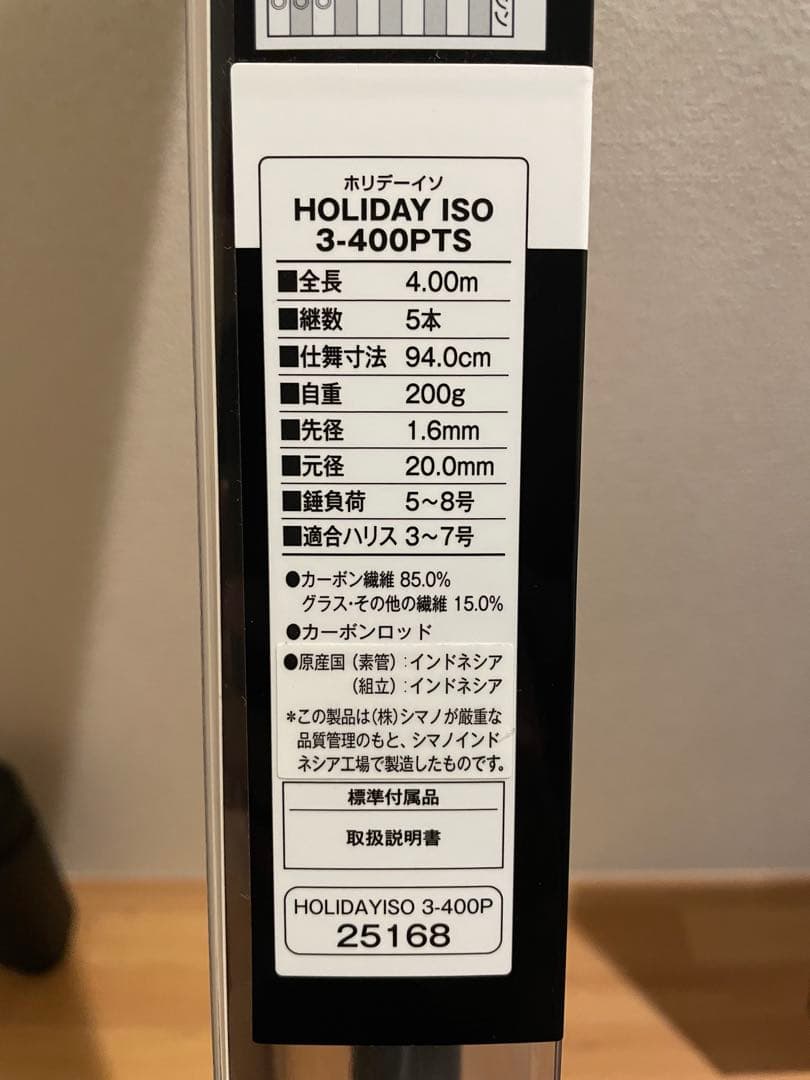 ホリデーイソ
HOLIDAY ISO
3-400PTS
■全長 4.00m
■継数 5本
■仕舞寸法 94.0cm
■自重 200g
■先径 1.6mm
■元径 20.0mm
■錘負荷 5~8号
■適合ハリス 3~7号
●カーボン繊維 85.0%
グラス・その他の繊維 15.0%
●カーボンロッド
●原産国 (素管) : インドネシア
(組立) : インドネシア
*この製品は(株)シマノが厳重な
品質管理のもと、シマノインド
ネシア工場で製造したものです。
標準付属品
取扱説明書
HOLIDAYISO 3-400P
25168